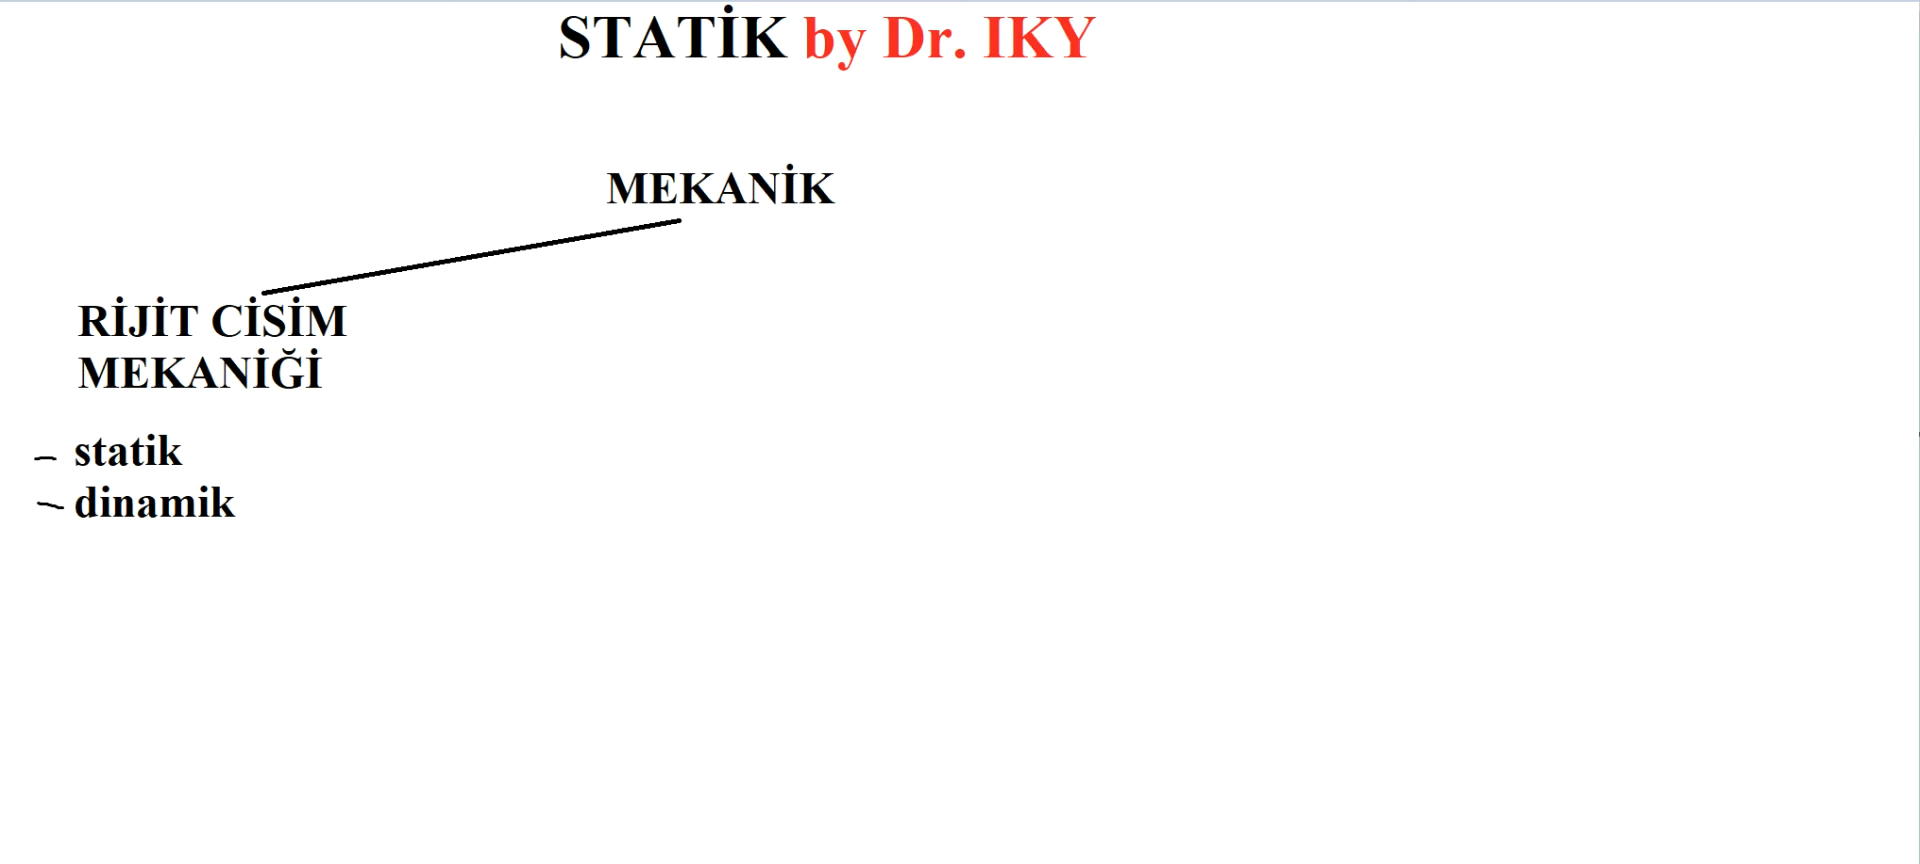 STATİK by Dr. IKY
MEKANİK
RİJİT CİSİM
MEKANİĞİ
- statik
- dinamik